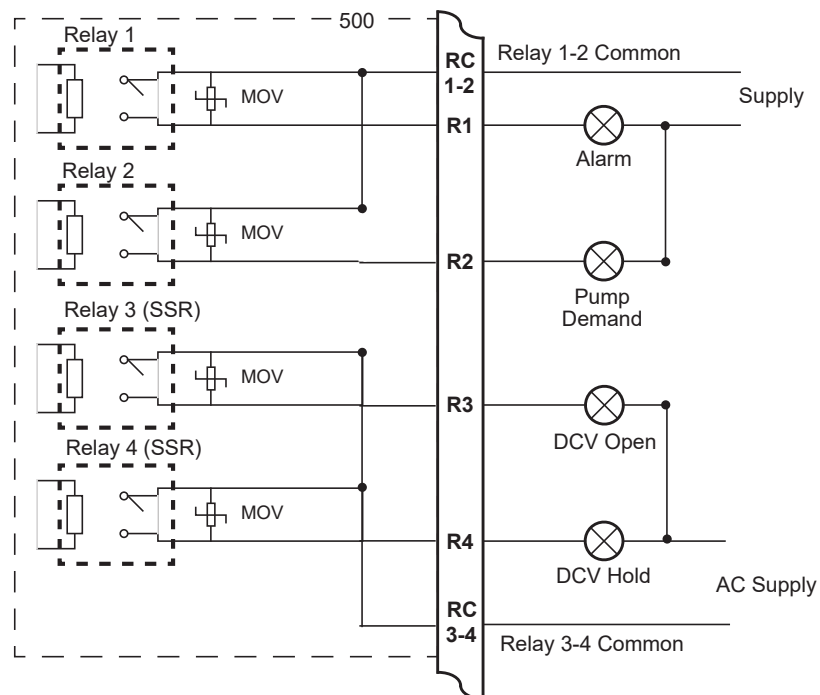 500
Relay 1
RC
1-2
Relay 1-2 Common
MOV
Supply
R1
Alarm
Relay 2
MOV
R2
Pump
Demand
Relay 3 (SSR)
MOV
R3
DCV Open
Relay 4 (SSR)
MOV
R4
DCV Hold
AC Supply
RC
3-4
Relay 3-4 Common